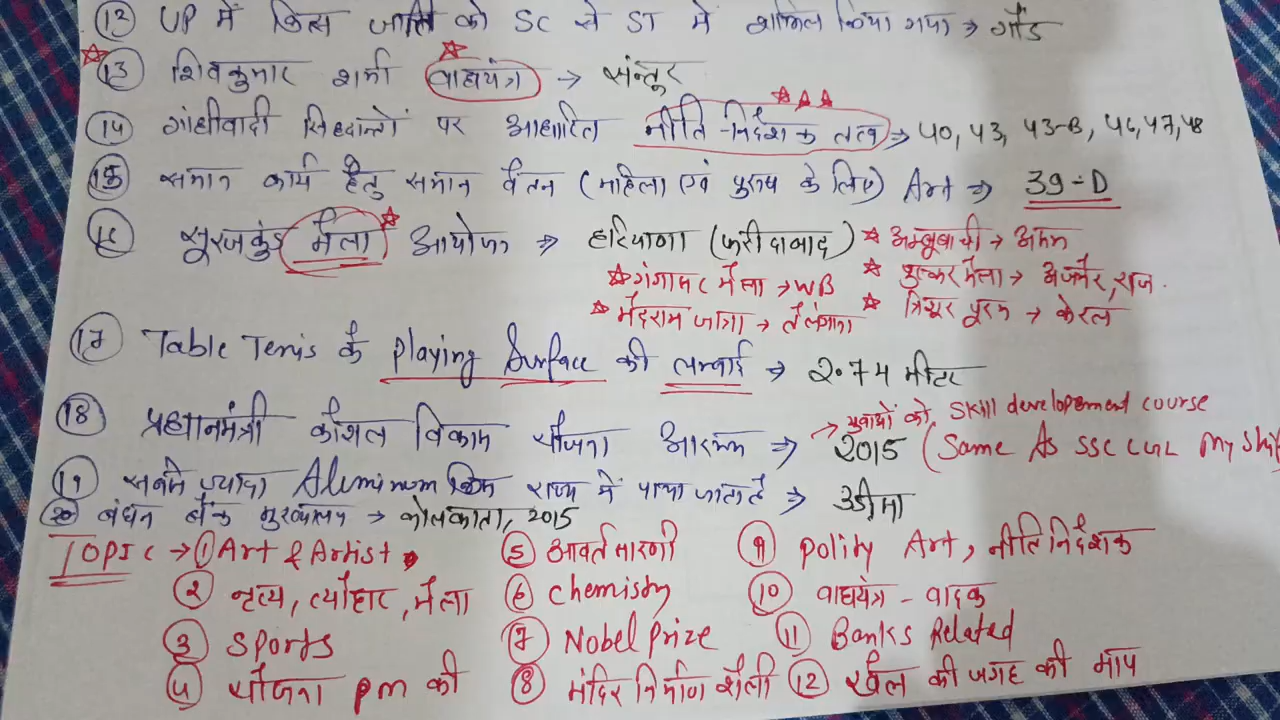 (12) UP में किस जाति को SC से ST में शामिल किया गया → गोंड
(13) शिवकुमार शर्मा वाद्ययंत्र → संन्तूर
(14) गांधीवादी सिध्दान्तों पर आधारित नीति-निर्देशक तत्व → 40, 43, 43-B, 46, 47, 48
(15) समान कार्य हेतु समान वेतन (महिला एवं पुरुष के लिए) Art → 39-D
(16) सूरजकुंड मेला आयोजन → हरियाणा (फरीदाबाद) ☆ अम्बूबाची → असम
☆ गंगासागर मेला → WB ☆ पुष्कर मेला → अजमेर, राज.
☆ मेदराम जात्रा → तेलंगाना ☆ त्रिशूर पूरम → केरल
(17) Table Tenis के playing Surface की लम्बाई → 2.74 मीटर
(18) प्रधानमंत्री कौशल विकास योजना आरम्भ → 2015 (Same As SSC CGL My Skill
→ युवाओं को skill developement course
(19) सबसे ज्यादा Aluminum किस राज्य में पाया जाता है → उड़ीसा
(20) बंधन बैंक मुख्यालय → कोलकाता, 2015
TOPIC → (1) Art & Artist (5) आवर्त सारणी (9) Polity Art, नीति निर्देशक
(2) नृत्य, त्यौहार, मेला (6) Chemistry (10) वाद्ययंत्र - वादक
(3) Sports (7) Nobel Prize (11) Banks Related
(4) योजना pm की (8) मंदिर निर्माण शैली (12) खेल की जगह की माप